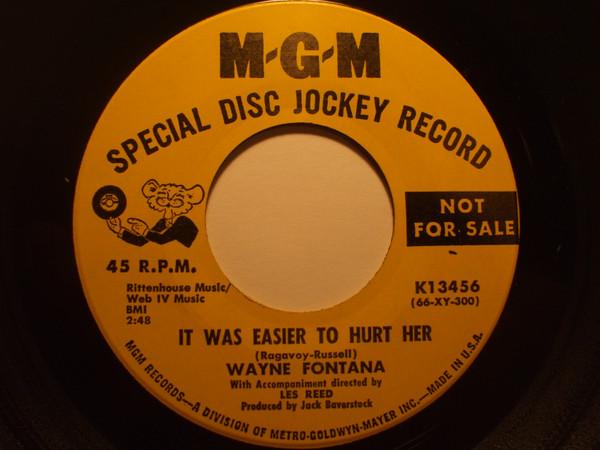 M-G-M
SPECIAL DISC JOCKEY RECORD
NOT
FOR SALE
45 R.P.M.
Rittenhouse Music/
Web IV Music
BMI
2:48
K13456
(66-XY-300)
IT WAS EASIER TO HURT HER
(Ragavoy-Russell)
WAYNE FONTANA
With Accompaniment directed by
LES REED
Produced by Jack Baverstock
MGM RECORDS—A DIVISION OF METRO-GOLDWYN-MAYER INC.—MADE IN U.S.A.